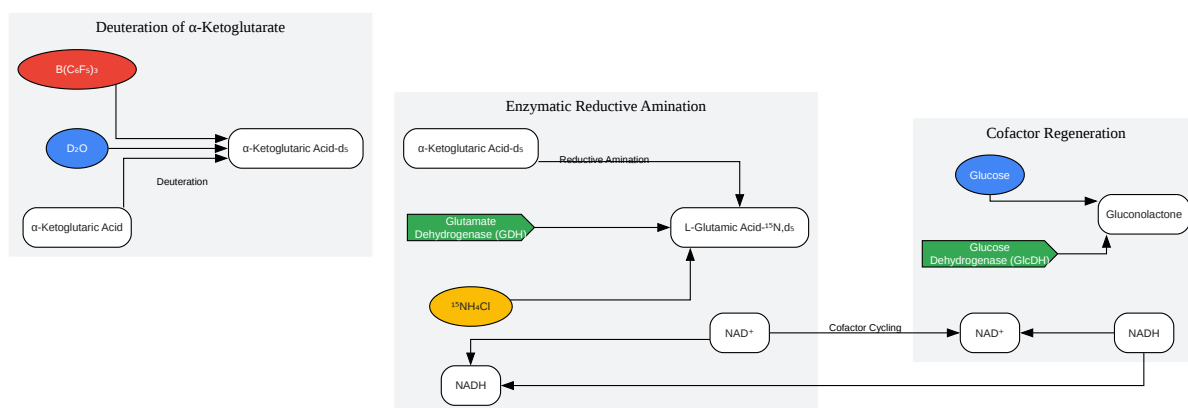 Deuteration of α-Ketoglutarate
B(C₆F₅)₃
D₂O
α-Ketoglutaric Acid-d₅
Deuteration
α-Ketoglutaric Acid
Enzymatic Reductive Amination
α-Ketoglutaric Acid-d₅
Reductive Amination
Glutamate
Dehydrogenase (GDH)
L-Glutamic Acid-¹⁵N,d₅
¹⁵NH₄Cl
NAD⁺
NADH
Cofactor Cycling
Cofactor Regeneration
Glucose
Gluconolactone
Glucose
Dehydrogenase (GlcDH)
NAD⁺
NADH